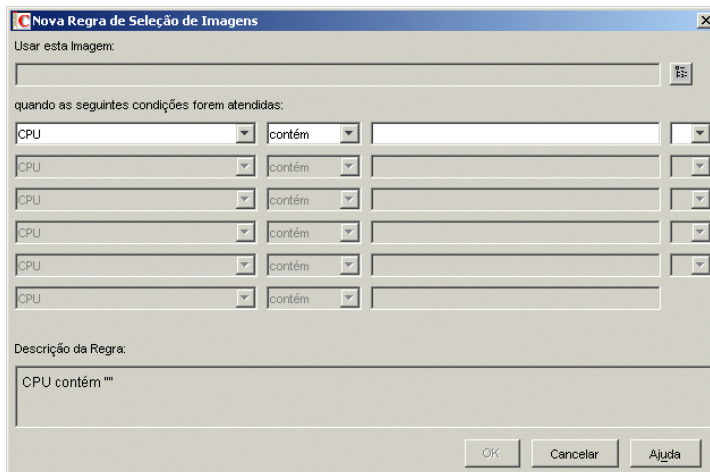 Nova Regra de Seleção de Imagens
Usar esta Imagem:
quando as seguintes condições forem atendidas:
CPU contém
CPU contém
CPU contém
CPU contém
CPU contém
CPU contém
Descrição da Regra:
CPU contém ""
OK Cancelar Ajuda